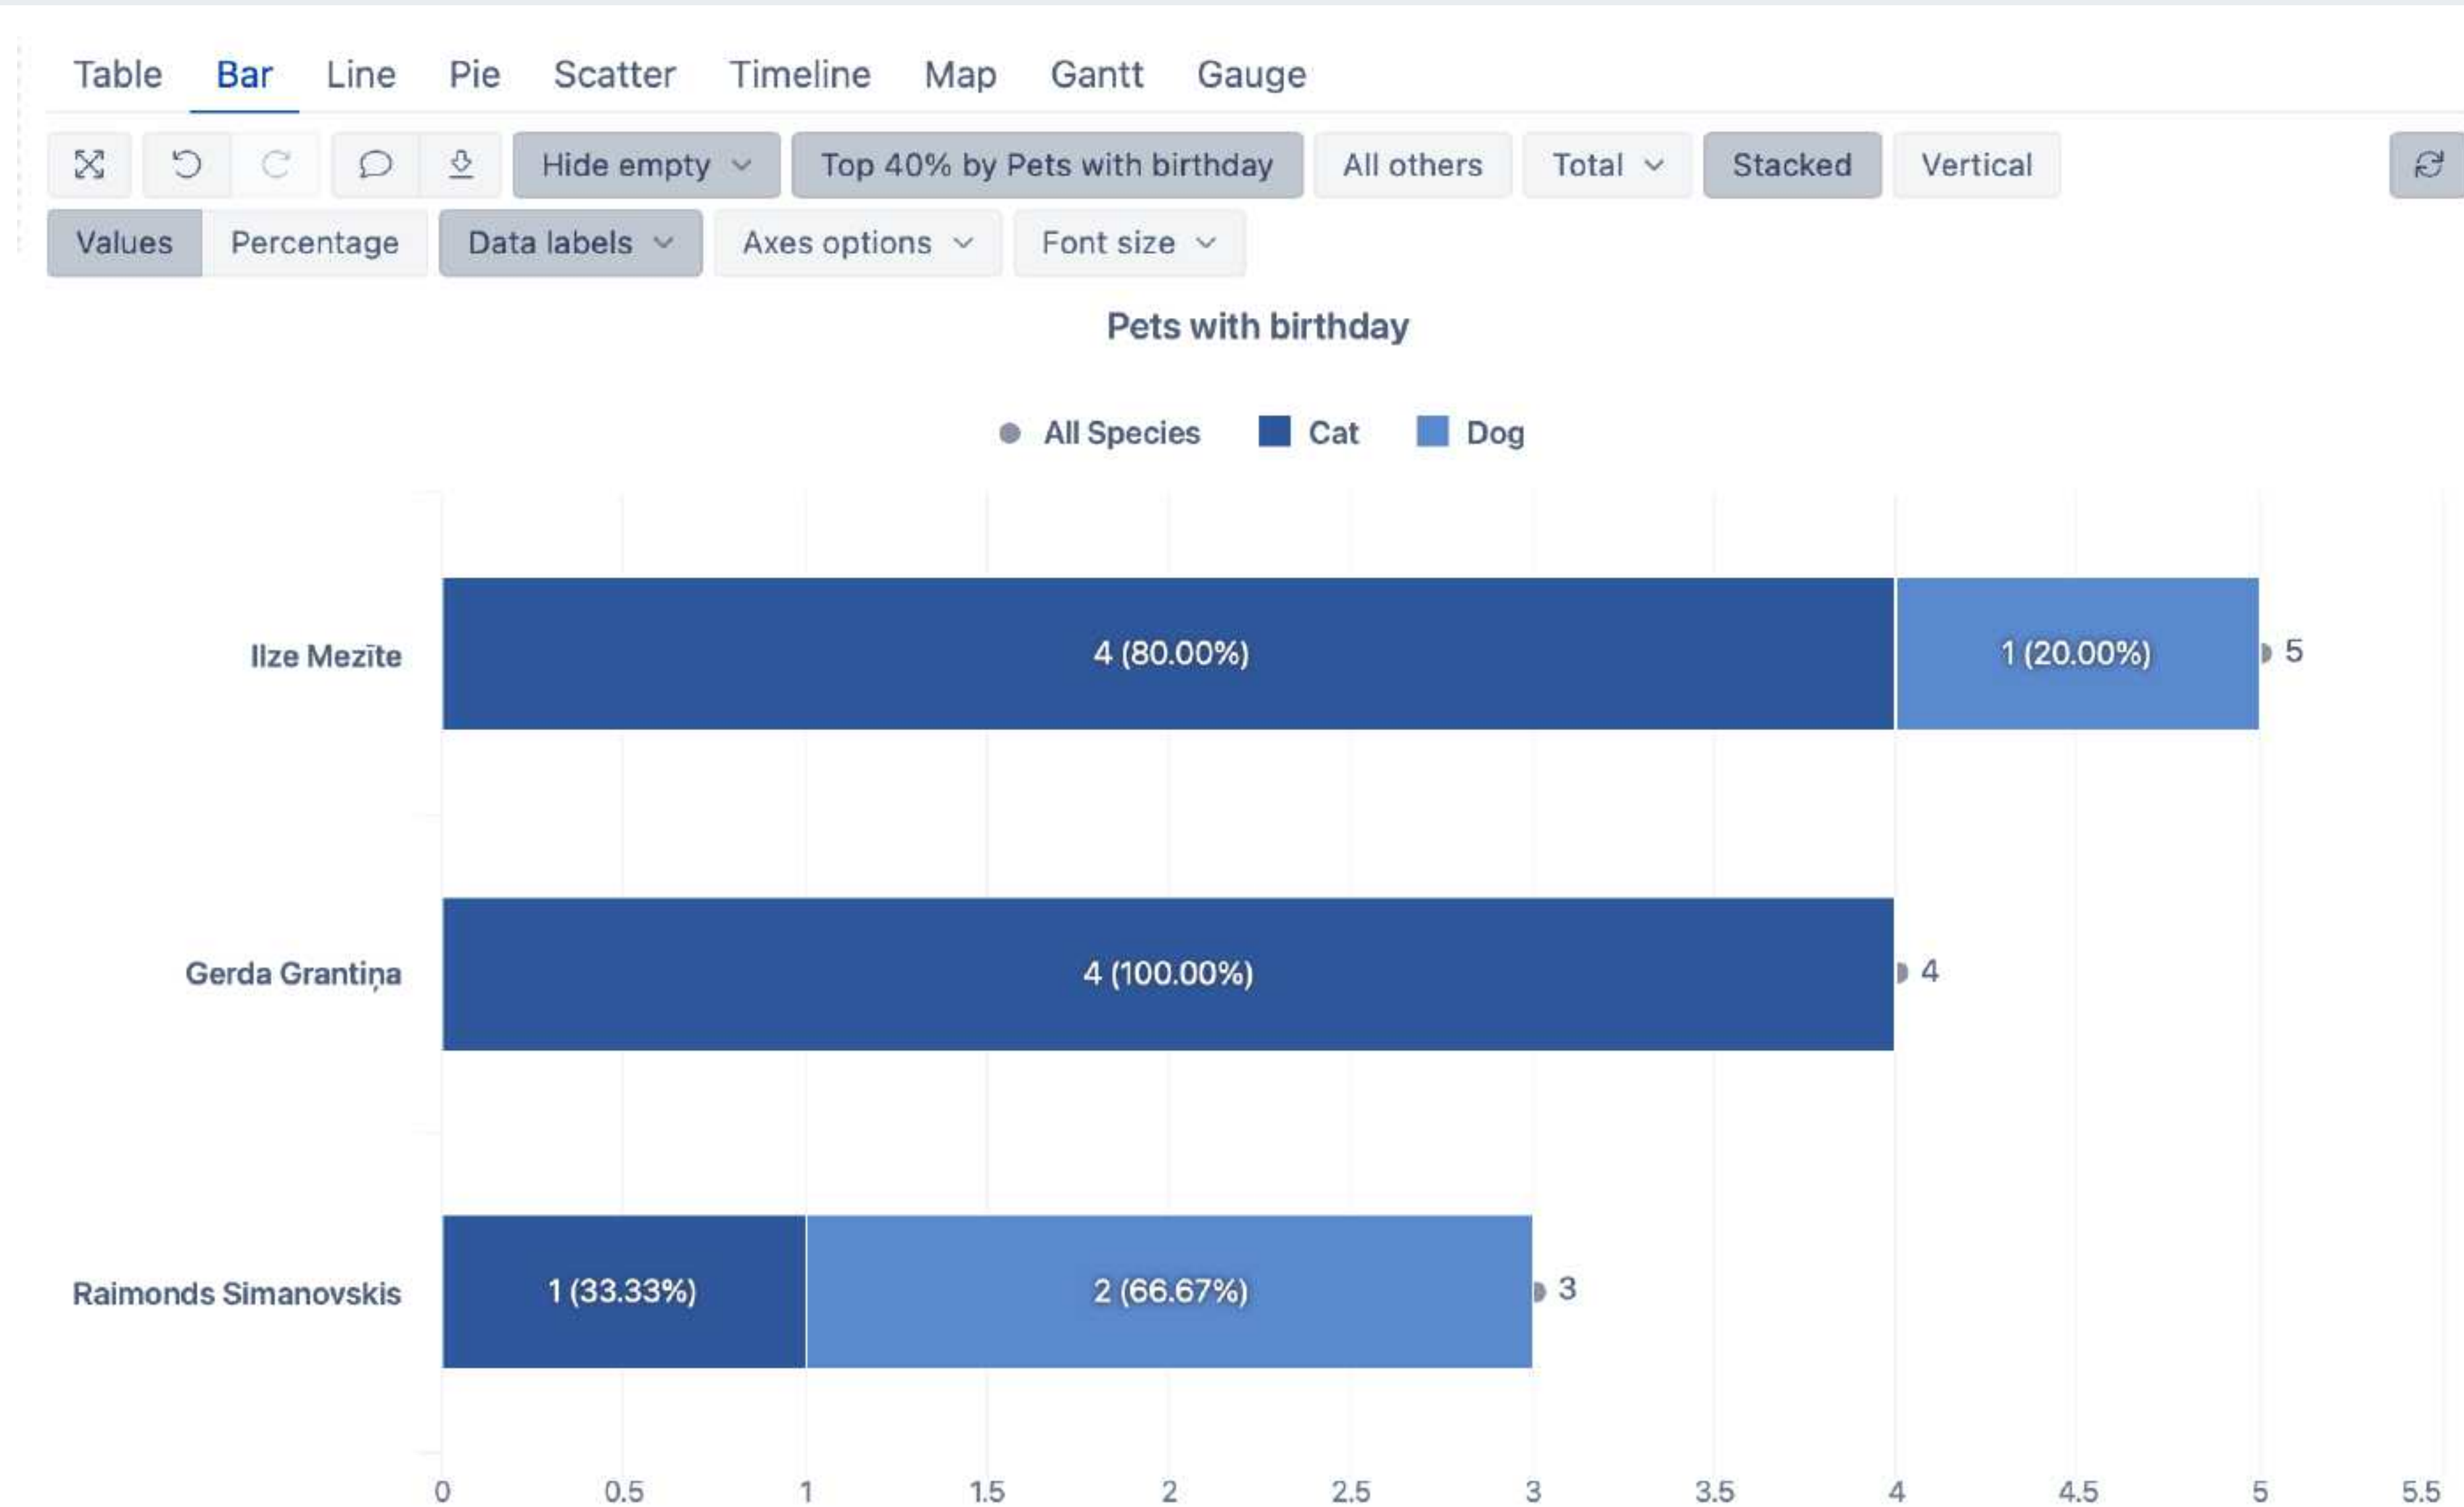 Table Bar Line Pie Scatter Timeline Map Gantt Gauge
Hide empty Top 40% by Pets with birthday All others Total Stacked Vertical
Values Percentage Data labels Axes options Font size
Pets with birthday
All Species Cat Dog
Ilze Mezīte 4 (80.00%) 1 (20.00%) 5
Gerda Grantiņa 4 (100.00%) 4
Raimonds Simanovskis 1 (33.33%) 2 (66.67%) 3
0 0.5 1 1.5 2 2.5 3 3.5 4 4.5 5 5.5